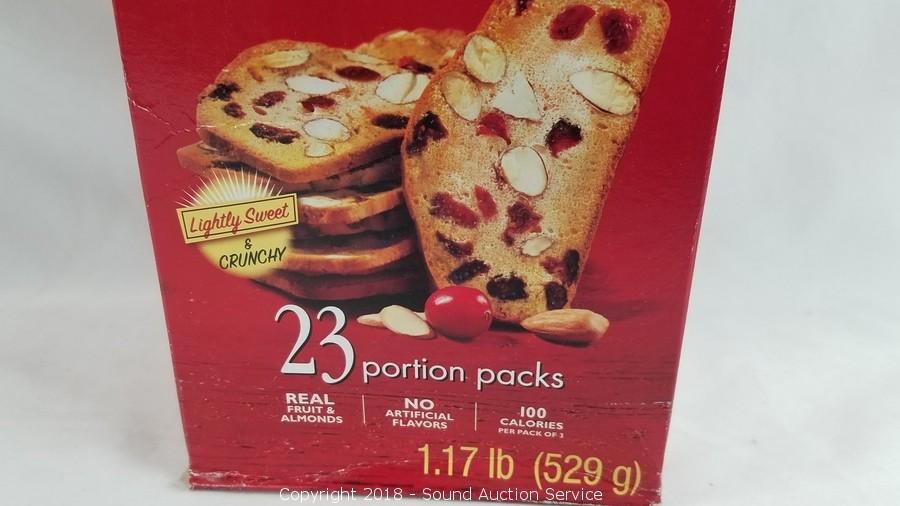 Lightly Sweet
&
CRUNCHY
23 portion packs
REAL
FRUIT &
ALMONDS
NO
ARTIFICIAL
FLAVORS
100
CALORIES
PER PACK OF 3
1.17 lb (529 g)
Copyright 2018 - Sound Auction Service